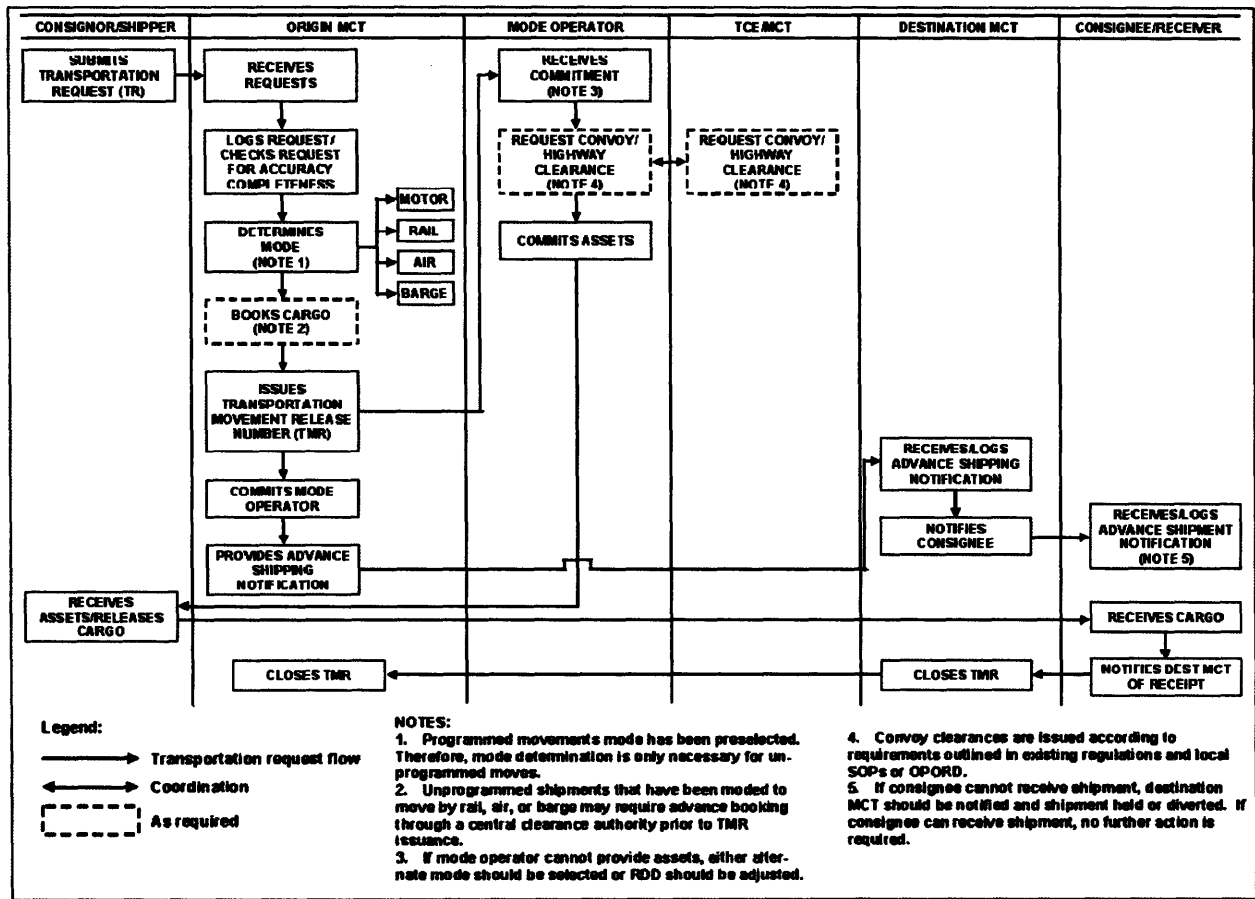 CONSIGNOR/SHIPPER
ORIGIN MCT
MODE OPERATOR
TCE/MCT
DESTINATION MCT
CONSIGNEE/RECEIVER
SUBMITS
TRANSPORTATION
REQUEST (TR)
RECEIVES
REQUESTS
RECEIVES
COMMITMENT
(NOTE 3)
LOGS REQUEST/
CHECKS REQUEST
FOR ACCURACY
COMPLETENESS
REQUEST CONVOY/
HIGHWAY
CLEARANCE
(NOTE 4)
REQUEST CONVOY/
HIGHWAY
CLEARANCE
(NOTE 4)
DETERMINES
MODE
(NOTE 1)
MOTOR
RAIL
AIR
BARGE
COMMITS ASSETS
BOOKS CARGO
(NOTE 2)
ISSUES
TRANSPORTATION
MOVEMENT RELEASE
NUMBER (TMR)
COMMITS MODE
OPERATOR
PROVIDES ADVANCE
SHIPPING
NOTIFICATION
RECEIVES/LOGS
ADVANCE SHIPPING
NOTIFICATION
NOTIFIES
CONSIGNEE
RECEIVES/LOGS
ADVANCE SHIPMENT
NOTIFICATION
(NOTE 5)
RECEIVES
ASSETS/RELEASES
CARGO
RECEIVES CARGO
CLOSES TMR
CLOSES TMR
NOTIFIES DEST MCT
OF RECEIPT
Legend:
Transportation request flow
Coordination
As required
NOTES:
1. Programmed movements mode has been preselected.
Therefore, mode determination is only necessary for un-
programmed moves.
2. Unprogrammed shipments that have been moded to
move by rail, air, or barge may require advance booking
through a central clearance authority prior to TMR
issuance.
3. If mode operator cannot provide assets, either alter-
nate mode should be selected or RDD should be adjusted.
4. Convoy clearances are issued according to
requirements outlined in existing regulations and local
SOPs or OPORD.
5. If consignee cannot receive shipment, destination
MCT should be notified and shipment held or diverted. If
consignee can receive shipment, no further action is
required.